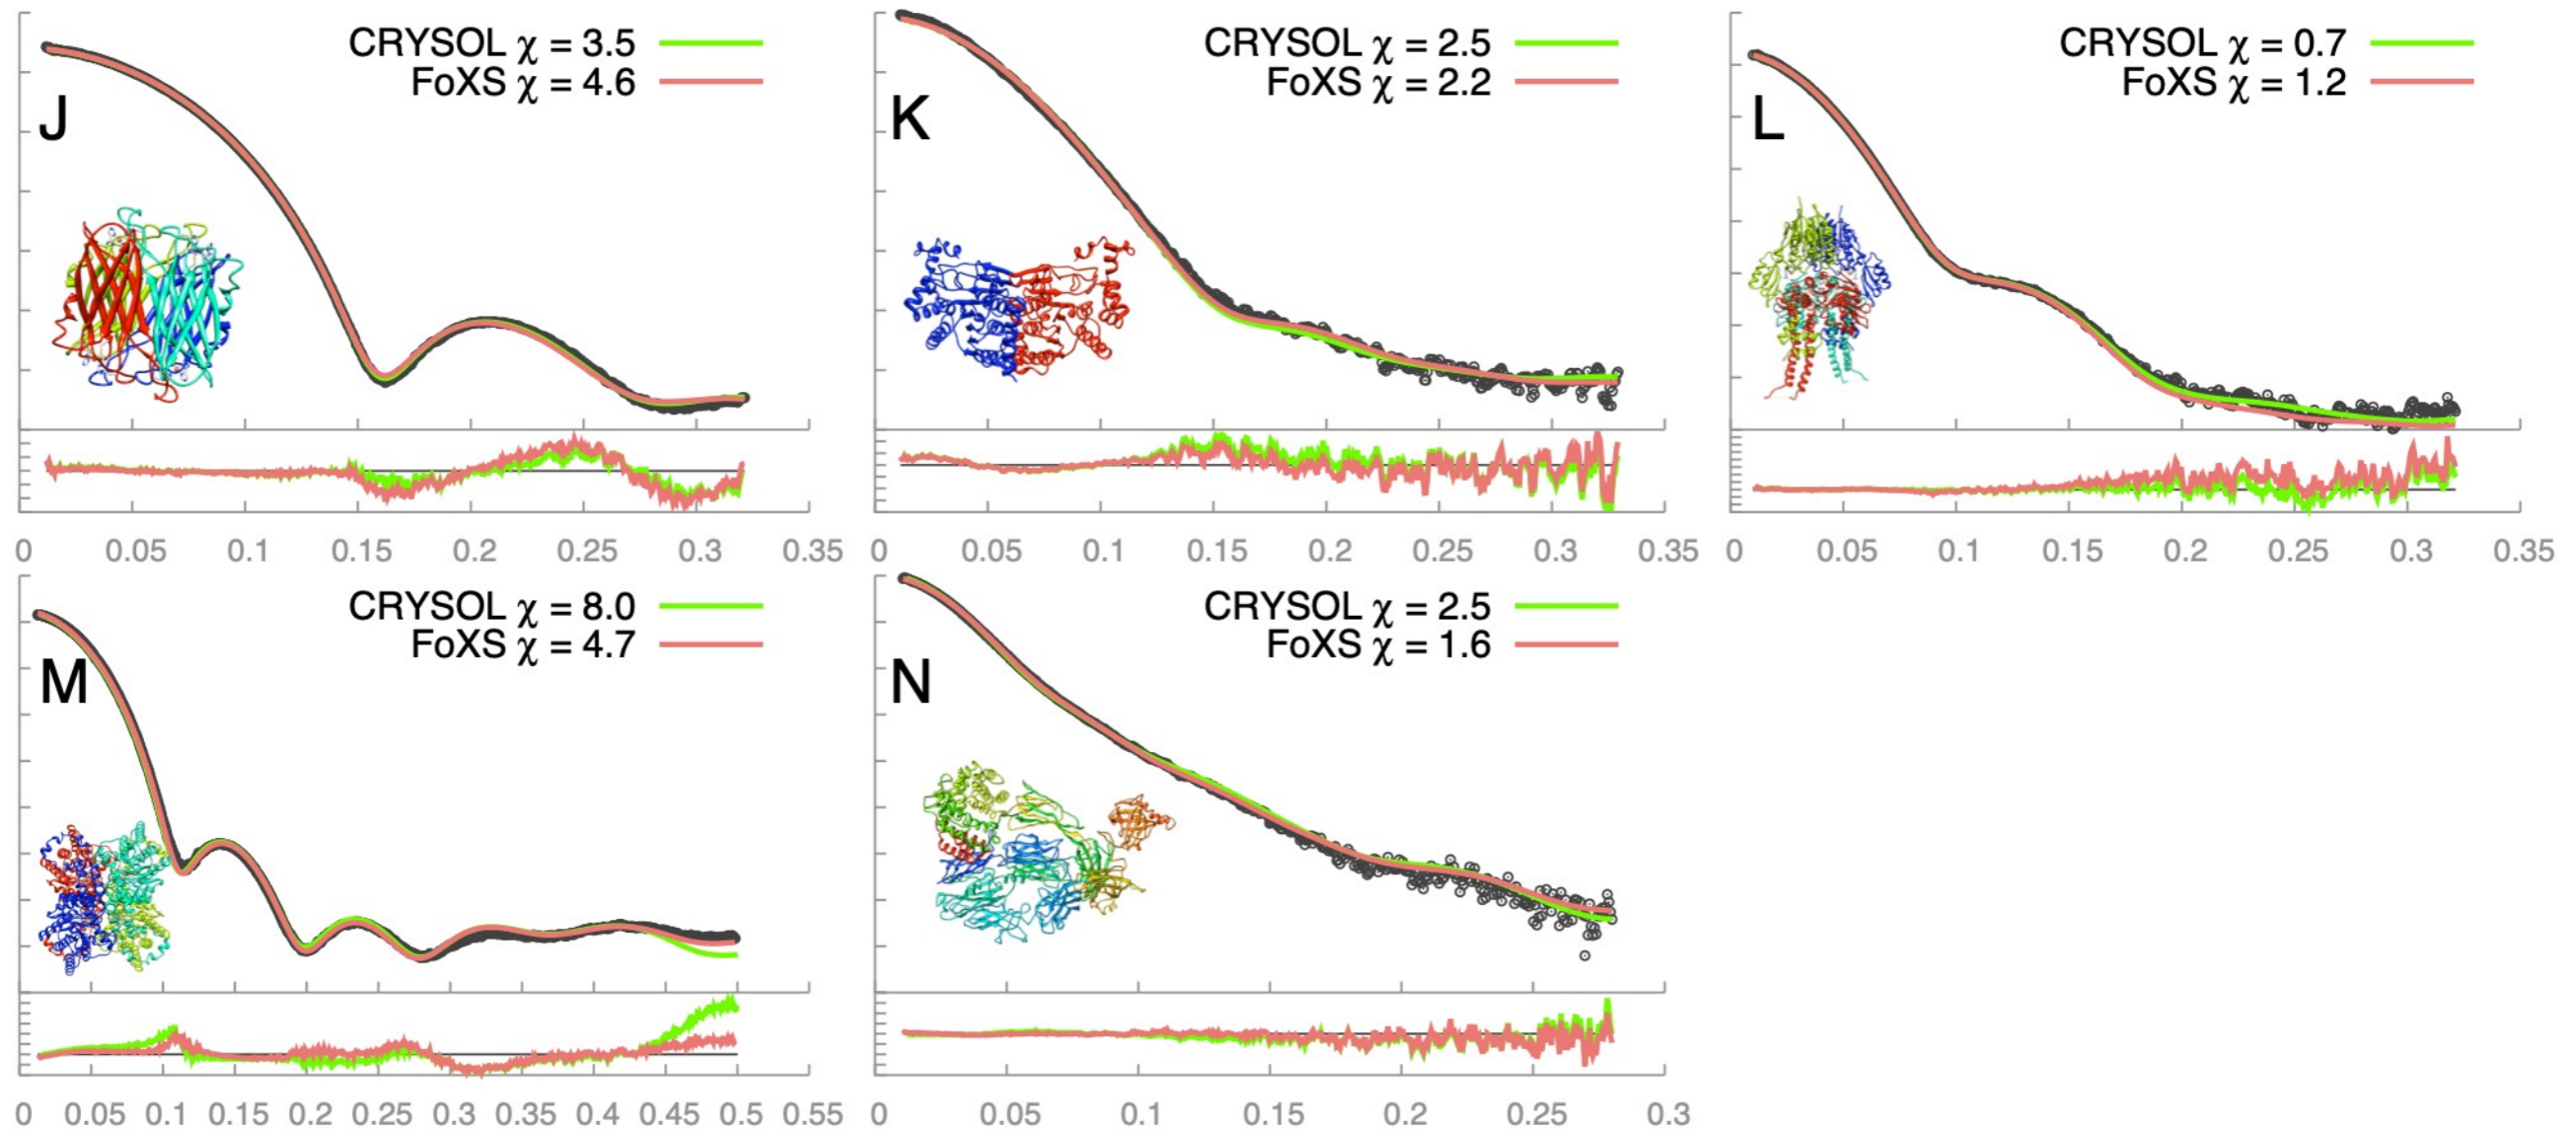 CRYSOL χ = 3.5
FoXS χ = 4.6
J
CRYSOL χ = 2.5
FoXS χ = 2.2
K
CRYSOL χ = 0.7
FoXS χ = 1.2
L
0 0.05 0.1 0.15 0.2 0.25 0.3 0.35
0 0.05 0.1 0.15 0.2 0.25 0.3 0.35
0 0.05 0.1 0.15 0.2 0.25 0.3 0.35
CRYSOL χ = 8.0
FoXS χ = 4.7
M
CRYSOL χ = 2.5
FoXS χ = 1.6
N
0 0.05 0.1 0.15 0.2 0.25 0.3 0.35 0.4 0.45 0.5 0.55
0 0.05 0.1 0.15 0.2 0.25 0.3